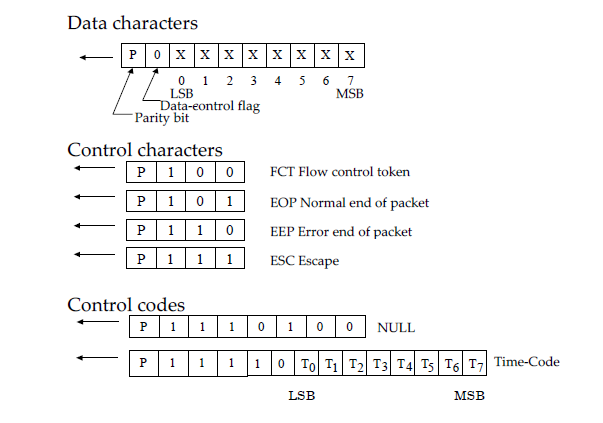 Data characters
P 0 X X X X X X X X
0 1 2 3 4 5 6 7
LSB MSB
Data-control flag
Parity bit
Control characters
P 1 0 0 FCT Flow control token
P 1 0 1 EOP Normal end of packet
P 1 1 0 EEP Error end of packet
P 1 1 1 ESC Escape
Control codes
P 1 1 1 0 1 0 0 NULL
P 1 1 1 1 0 T0 T1 T2 T3 T4 T5 T6 T7 Time-Code
LSB MSB